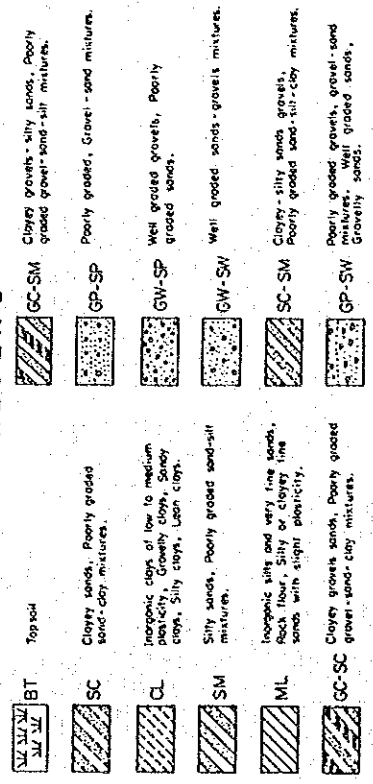 BT
Top soil
SC
Clayey sands, Poorly graded
sand-clay mixtures.
CL
Inorganic clays of low to medium
plasticity, Gravelly clays, Sandy
clays, Silty clays, Lean clays.
SM
Silty sands, Poorly graded sand-silt
mixtures.
ML
Inorganic silts and very fine sands,
Rock flour, Silty or clayey fine
sands with slight plasticity.
GC-SC
Clayey gravels sands, Poorly graded
gravel-sand-clay mixtures.
GC-SM
Clayey gravels-silty sands, Poorly
graded gravel-sand-silt mixtures.
GP-SP
Poorly graded, Gravel-sand mixtures.
GW-SP
Well graded gravels, Poorly
graded sands.
GW-SW
Well graded sands-gravels mixtures.
SC-SM
Clayey-silty sands gravels,
Poorly graded sand-silt-clay mixtures.
GP-SW
Poorly graded gravels, gravel-sand
mixtures. Well graded sands,
Gravelly sands.